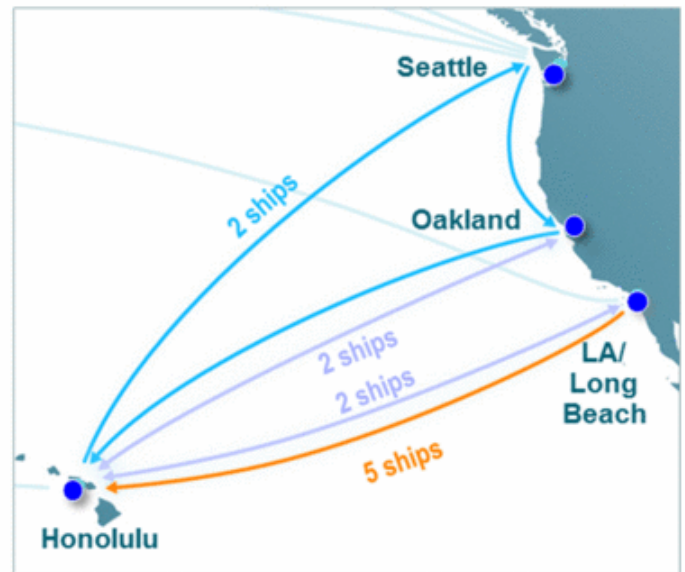 Seattle
2 ships
Oakland
2 ships
2 ships
LA/
Long
Beach
5 ships
Honolulu